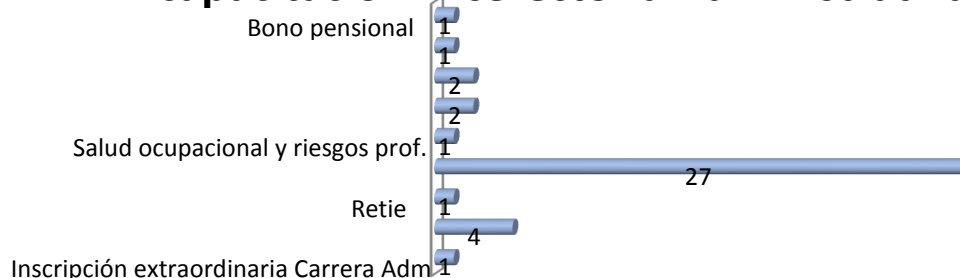 Bono pensional
1
1
2
2
1
Salud ocupacional y riesgos prof.
27
1
Retie
4
1
Inscripción extraordinaria Carrera Adm